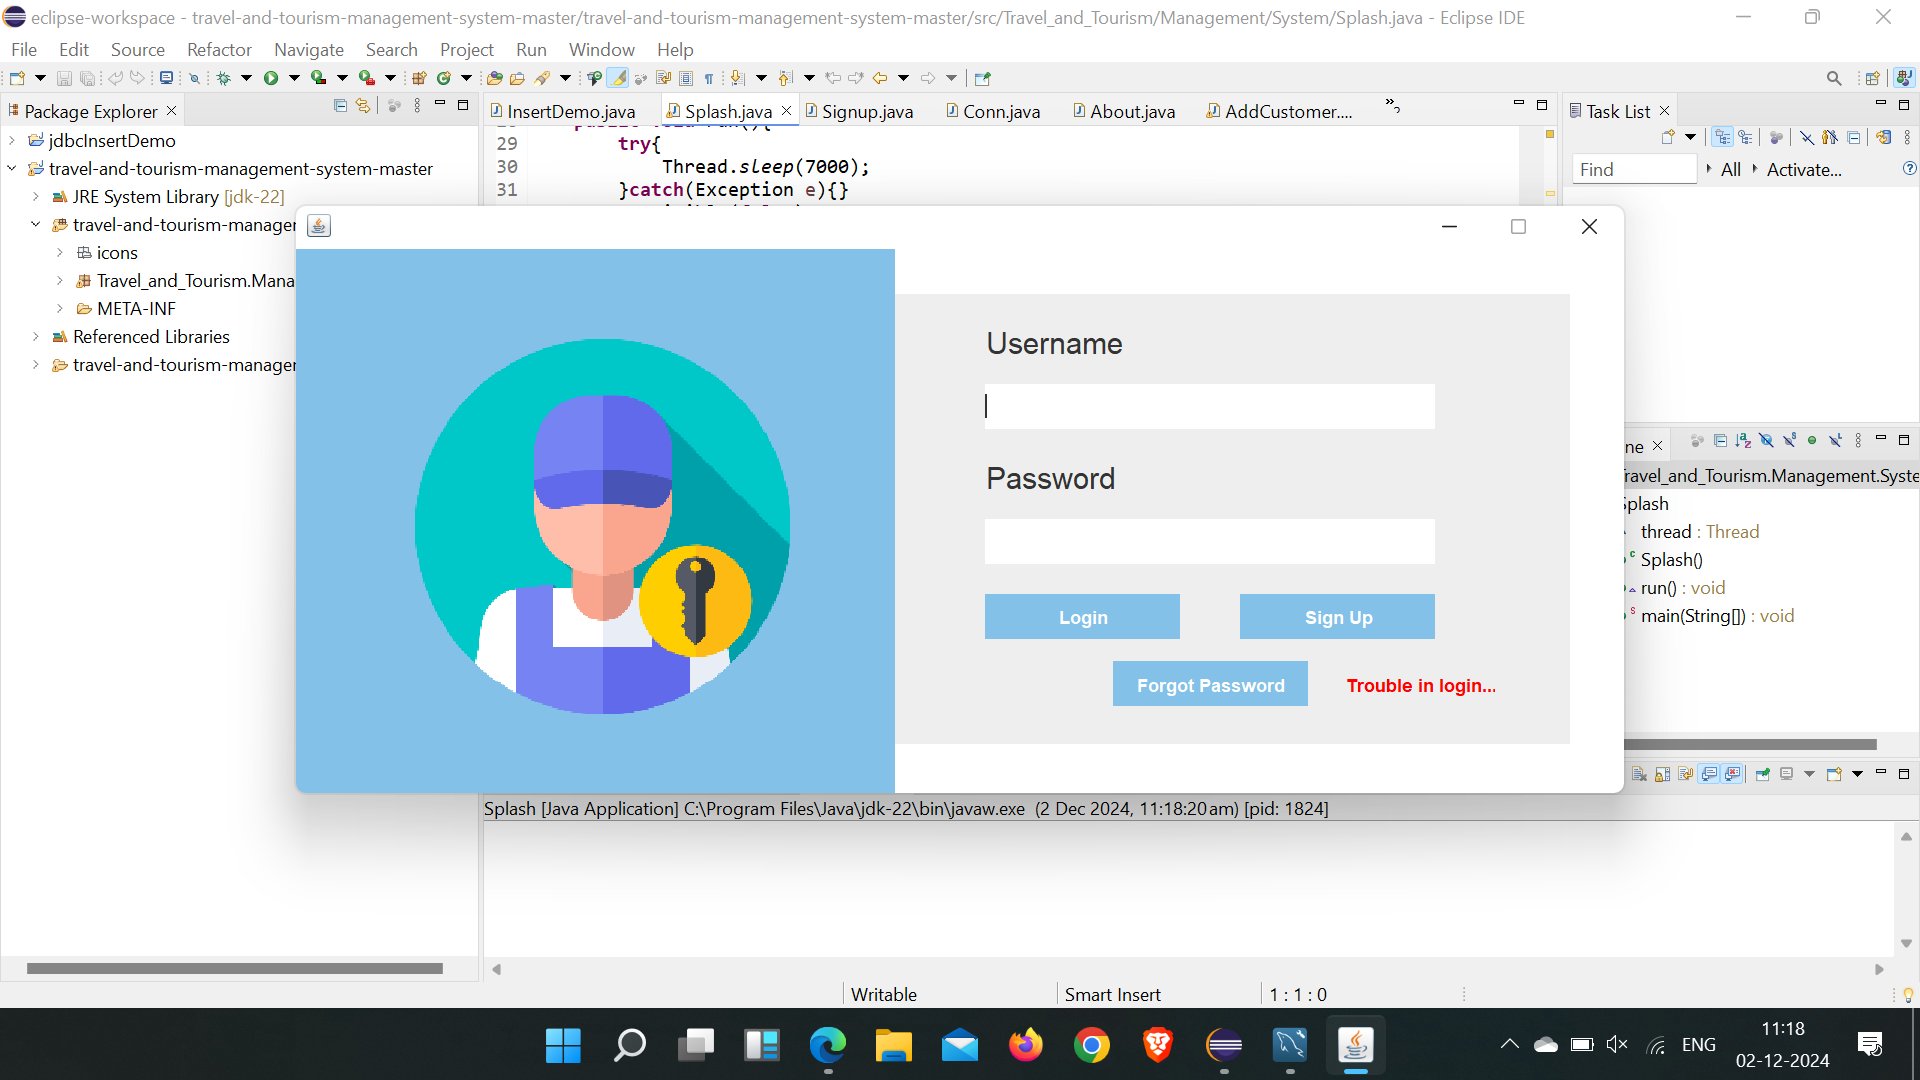 eclipse-workspace - travel-and-tourism-management-system-master/travel-and-tourism-management-system-master/src/Travel_and_Tourism/Management/System/Splash.java - Eclipse IDE
File Edit Source Refactor Navigate Search Project Run Window Help
Package Explorer
InsertDemo.java
Splash.java
Signup.java
Conn.java
About.java
AddCustomer....
Task List
jdbcInsertDemo
travel-and-tourism-management-system-master
JRE System Library [jdk-22]
travel-and-tourism-manager
icons
Travel_and_Tourism.Mana
META-INF
Referenced Libraries
travel-and-tourism-manager
29 try{
30 Thread.sleep(7000);
31 }catch(Exception e){}
Find
All
Activate...
Username
Password
Login
Sign Up
Forgot Password
Trouble in login...
ne
ravel_and_Tourism.Management.Syste
Splash
thread : Thread
Splash()
run() : void
main(String[]) : void
Splash [Java Application] C:\Program Files\Java\jdk-22\bin\javaw.exe (2 Dec 2024, 11:18:20 am) [pid: 1824]
Writable
Smart Insert
1 : 1 : 0
ENG
11:18
02-12-2024